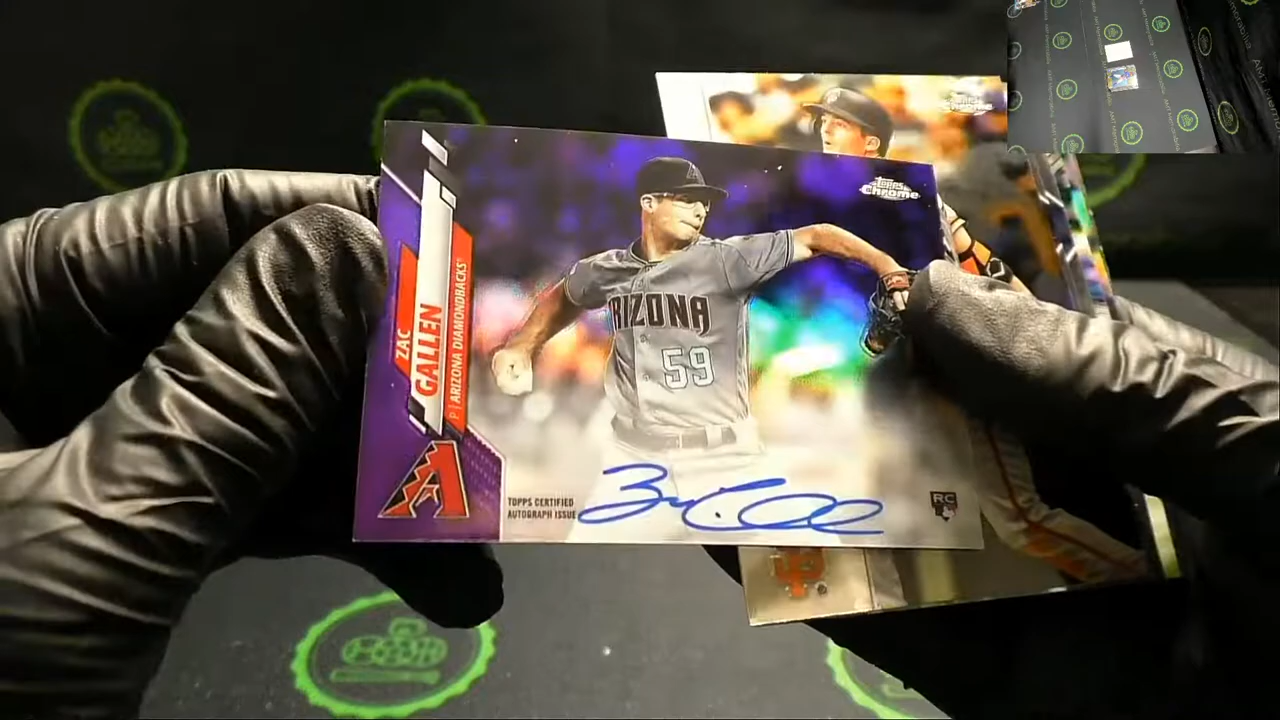 Topps
Chrome
ZAC
GALLEN
P | ARIZONA DIAMONDBACKS®
ARIZONA
59
TOPPS CERTIFIED
AUTOGRAPH ISSUE
RC